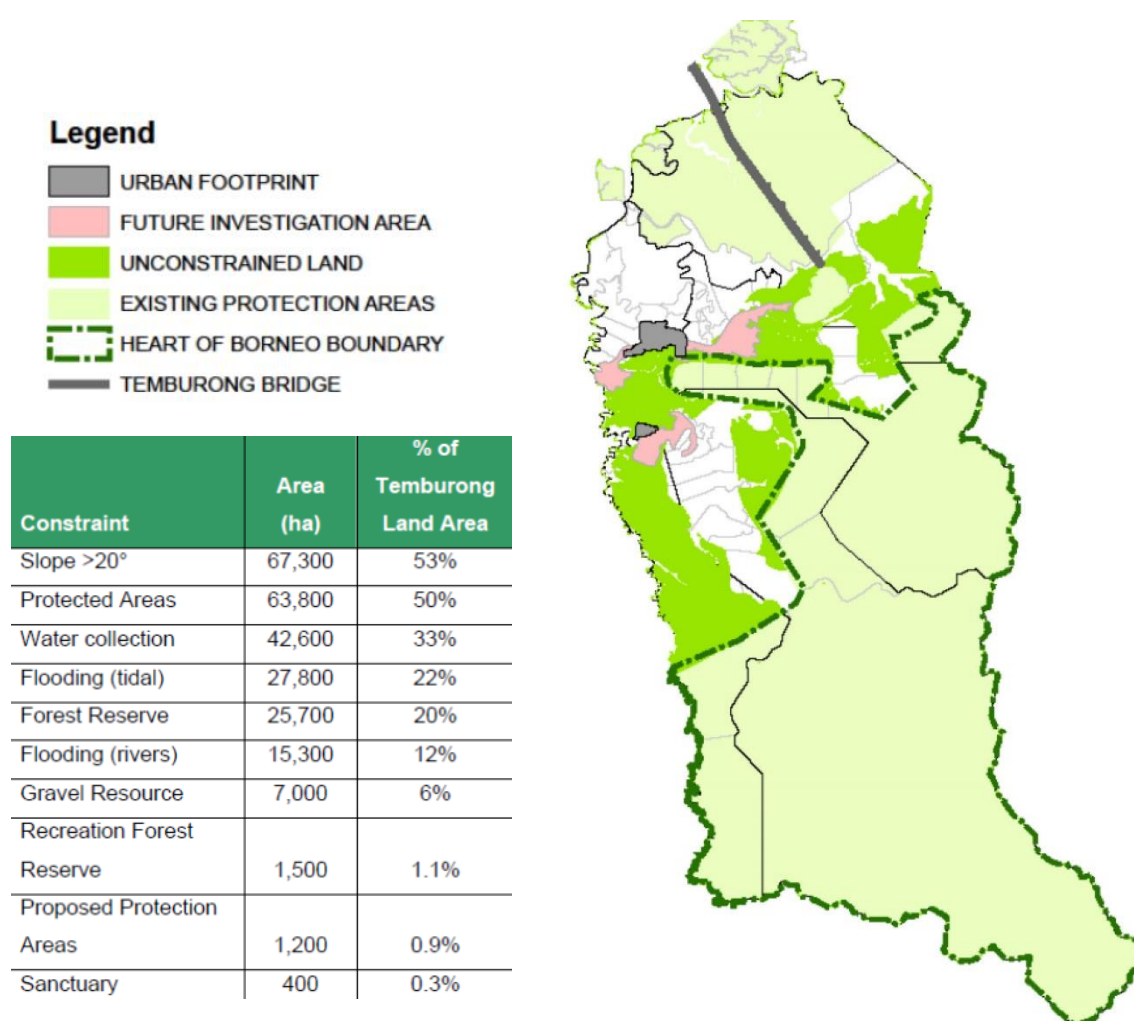 Legend
URBAN FOOTPRINT
FUTURE INVESTIGATION AREA
UNCONSTRAINED LAND
EXISTING PROTECTION AREAS
HEART OF BORNEO BOUNDARY
TEMBURONG BRIDGE
Constraint Area (ha) % of Temburong Land Area
Slope >20° 67,300 53%
Protected Areas 63,800 50%
Water collection 42,600 33%
Flooding (tidal) 27,800 22%
Forest Reserve 25,700 20%
Flooding (rivers) 15,300 12%
Gravel Resource 7,000 6%
Recreation Forest
Reserve 1,500 1.1%
Proposed Protection
Areas 1,200 0.9%
Sanctuary 400 0.3%